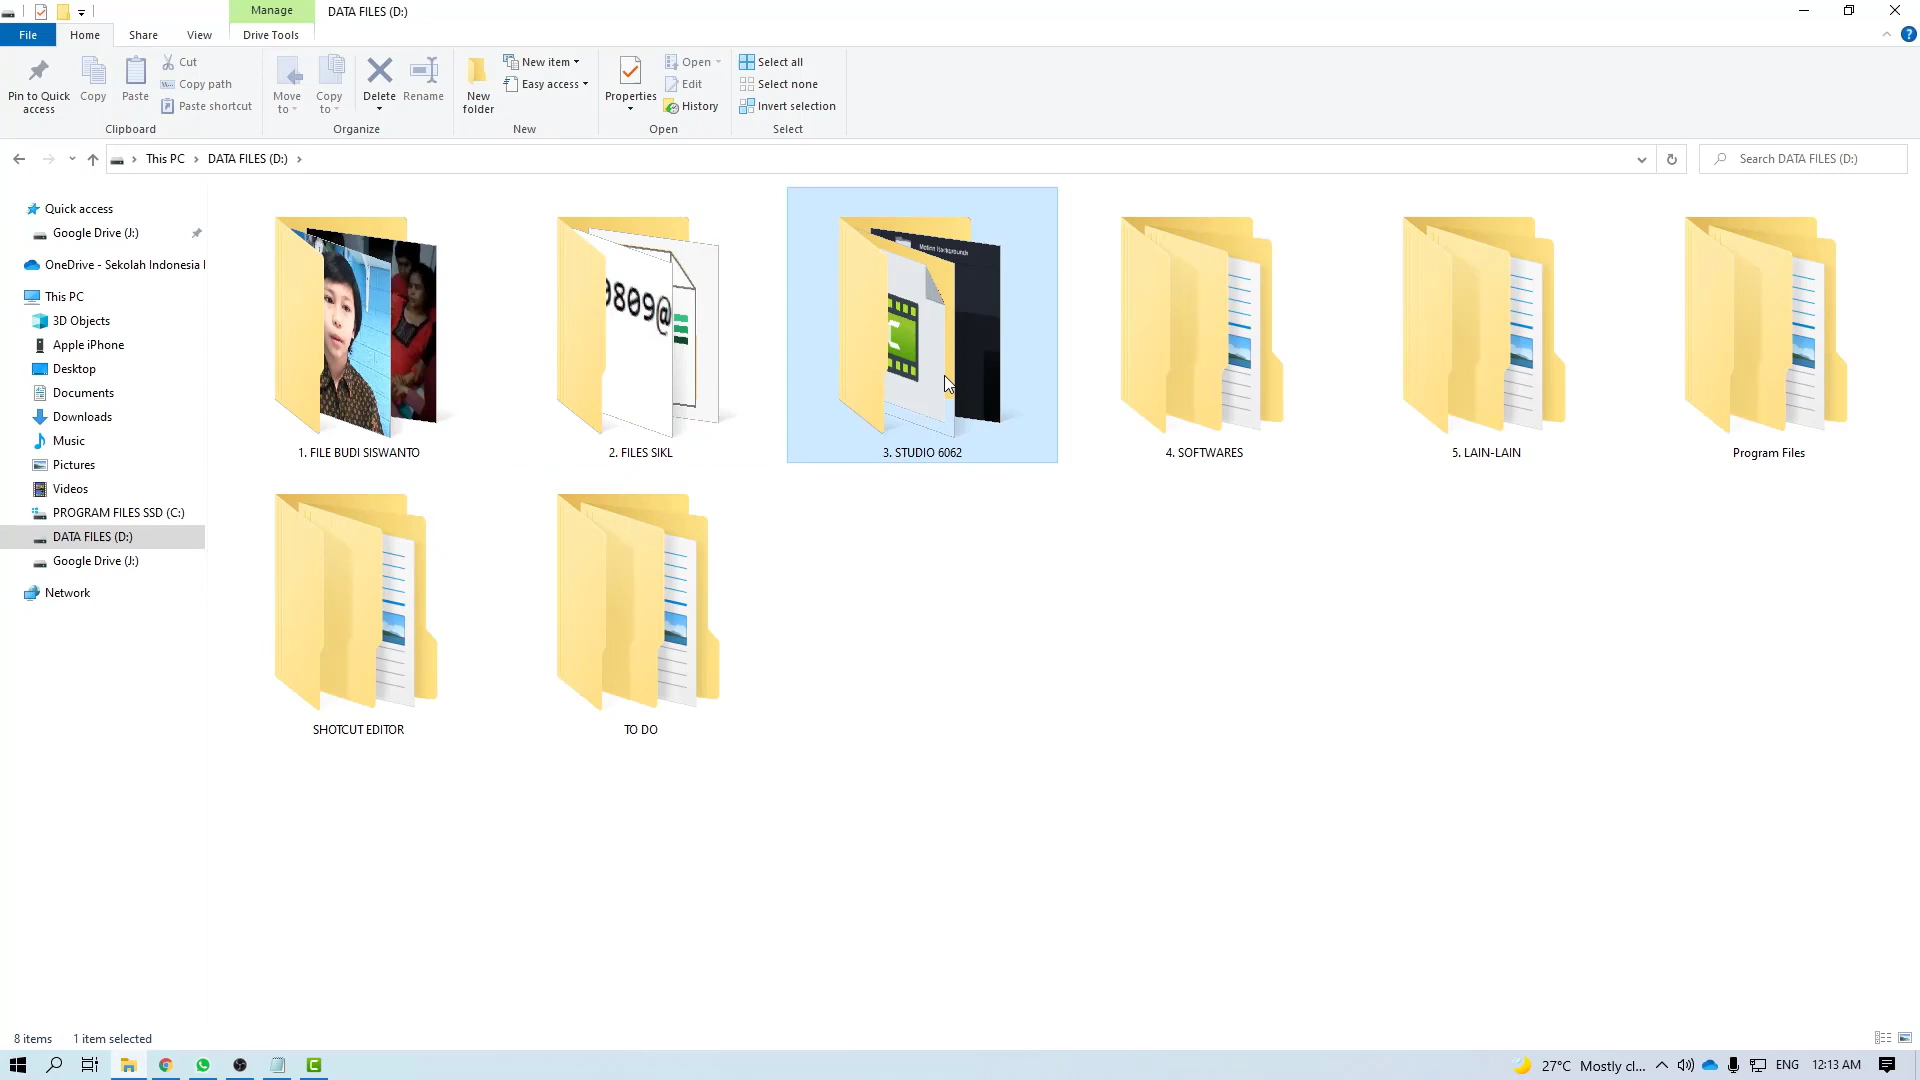 Manage
DATA FILES (D:)
File
Home
Share
View
Drive Tools
Pin to Quick access
Copy
Paste
Cut
Copy path
Paste shortcut
Clipboard
Move to
Copy to
Delete
Rename
Organize
New folder
New item
Easy access
New
Properties
Open
Edit
History
Open
Select all
Select none
Invert selection
Select
This PC
DATA FILES (D:)
Search DATA FILES (D:)
Quick access
Google Drive (J:)
OneDrive - Sekolah Indonesia
This PC
3D Objects
Apple iPhone
Desktop
Documents
Downloads
Music
Pictures
Videos
PROGRAM FILES SSD (C:)
DATA FILES (D:)
Google Drive (J:)
Network
9809@
Motion Backgrounds
C
1. FILE BUDI SISWANTO
2. FILES SIKL
3. STUDIO 6062
4. SOFTWARES
5. LAIN-LAIN
Program Files
SHOTCUT EDITOR
TO DO
8 items
1 item selected
27°C Mostly cl...
ENG
12:13 AM